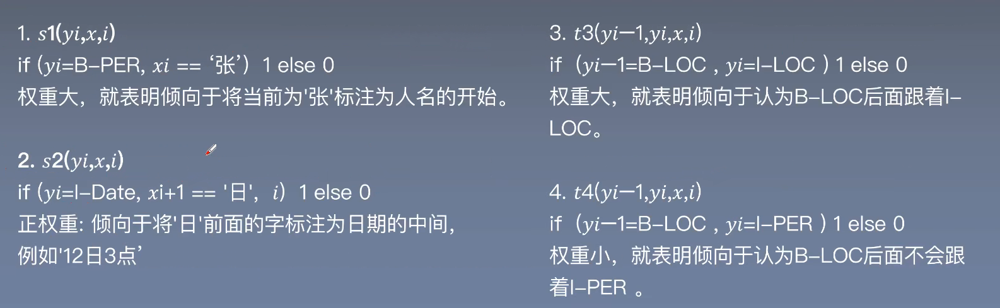 1. s1(yi,x,i)
if (yi=B-PER, xi == ‘张’) 1 else 0
权重大，就表明倾向于将当前为'张'标注为人名的开始。
2. s2(yi,x,i)
if (yi=I-Date, xi+1 == '日', i) 1 else 0
正权重: 倾向于将'日'前面的字标注为日期的中间，
例如'12日3点’
3. t3(yi−1,yi,x,i)
if (yi−1=B-LOC , yi=I-LOC ) 1 else 0
权重大，就表明倾向于认为B-LOC后面跟着I-
LOC。
4. t4(yi−1,yi,x,i)
if (yi−1=B-LOC , yi=I-PER ) 1 else 0
权重小，就表明倾向于认为B-LOC后面不会跟
着I-PER 。